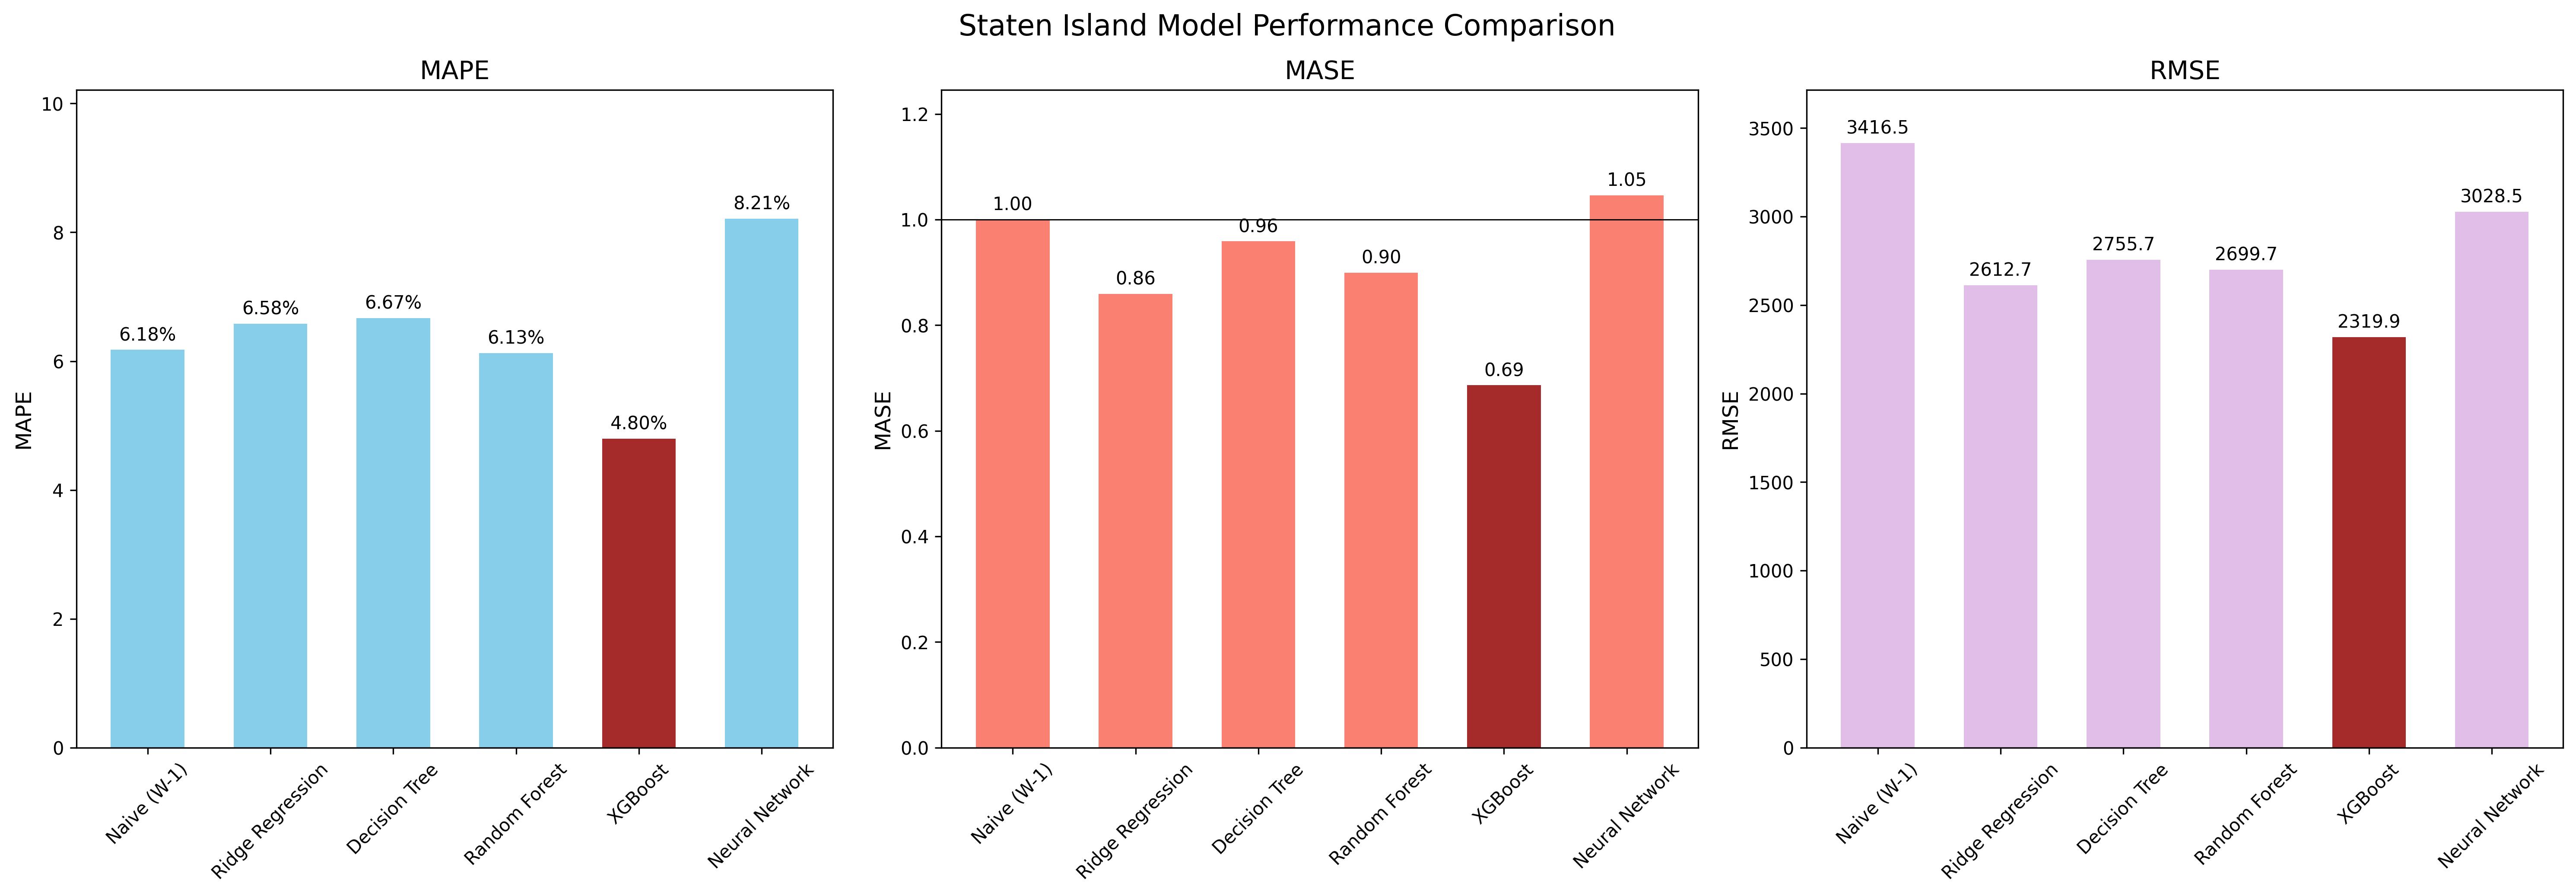 Staten Island Model Performance Comparison
MAPE
10
8
6
4
2
0
MAPE
6.18%
6.58%
6.67%
6.13%
4.80%
8.21%
Naive (W-1)
Ridge Regression
Decision Tree
Random Forest
XGBoost
Neural Network
MASE
1.2
1.0
0.8
0.6
0.4
0.2
0.0
MASE
1.00
0.86
0.96
0.90
0.69
1.05
Naive (W-1)
Ridge Regression
Decision Tree
Random Forest
XGBoost
Neural Network
RMSE
3500
3000
2500
2000
1500
1000
500
0
RMSE
3416.5
2612.7
2755.7
2699.7
2319.9
3028.5
Naive (W-1)
Ridge Regression
Decision Tree
Random Forest
XGBoost
Neural Network